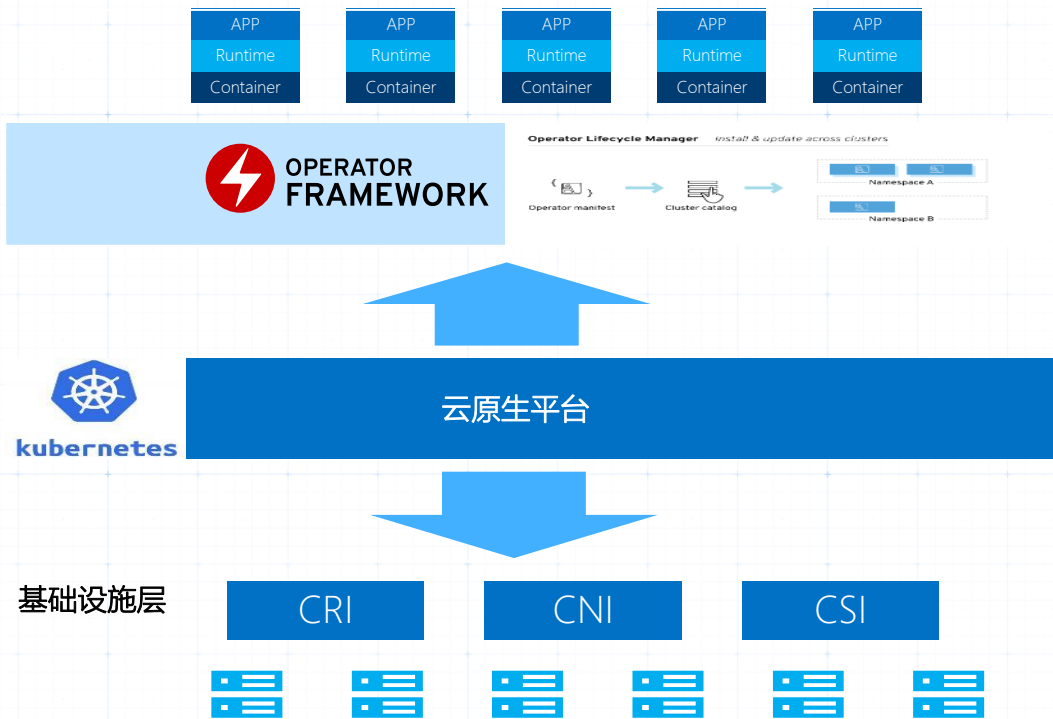 APP APP APP APP APP
Runtime Runtime Runtime Runtime Runtime
Container Container Container Container Container
OPERATOR
FRAMEWORK
Operator Lifecycle Manager Install & update across clusters
Operator manifest
Cluster catalog
Namespace A
Namespace B
kubernetes
云原生平台
基础设施层
CRI CNI CSI